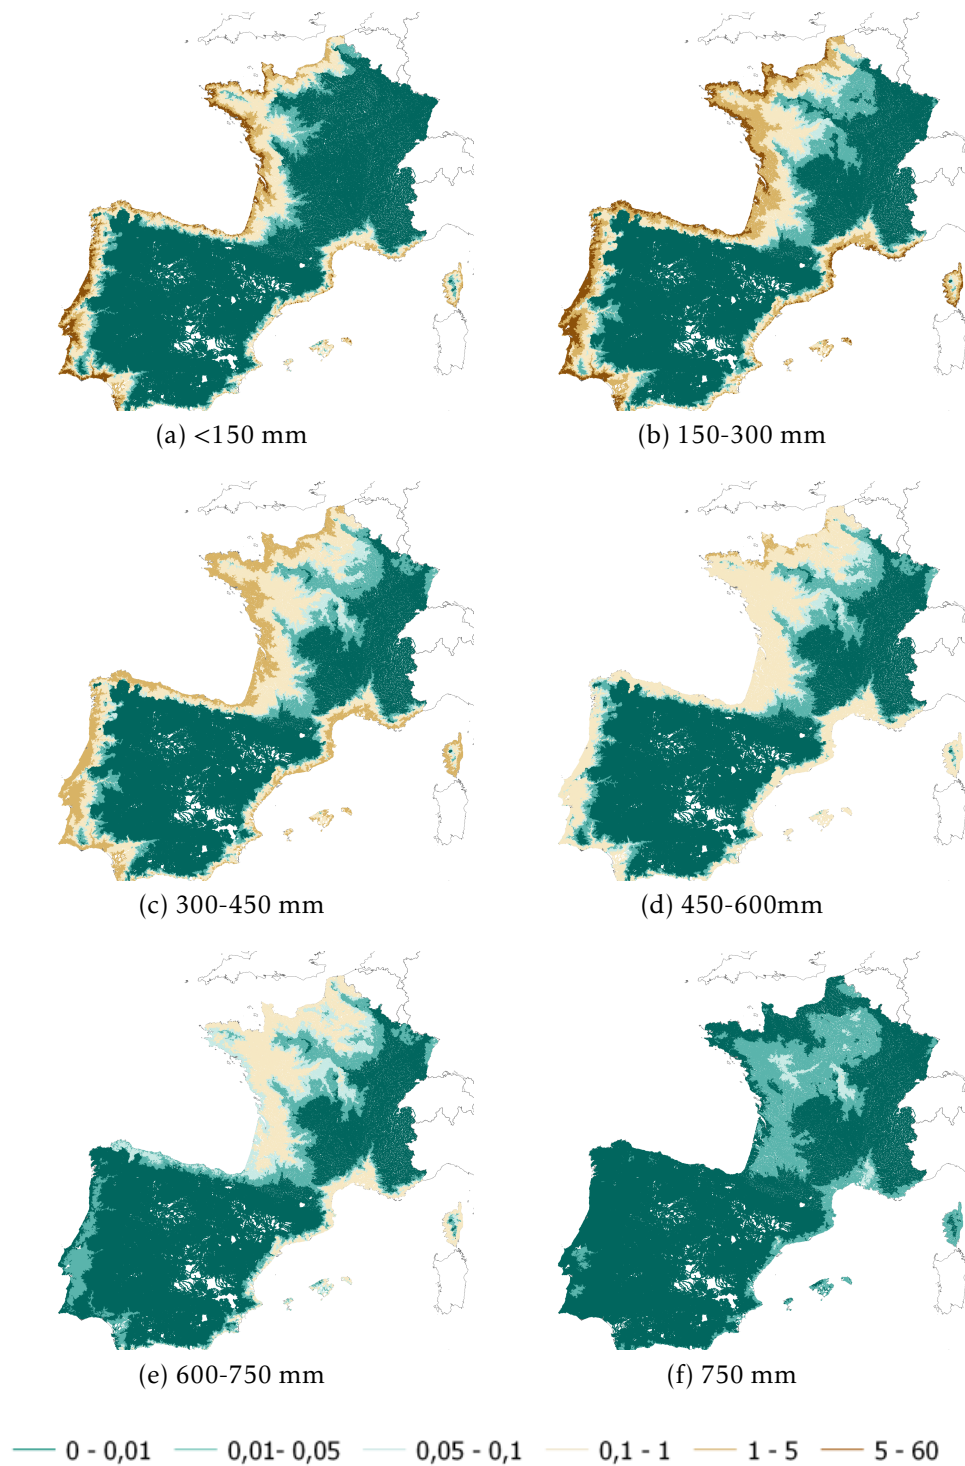 (a) <150 mm
(b) 150-300 mm
(c) 300-450 mm
(d) 450-600mm
(e) 600-750 mm
(f) 750 mm
0 - 0,01 0,01- 0,05 0,05 - 0,1 0,1 - 1 1 - 5 5 - 60